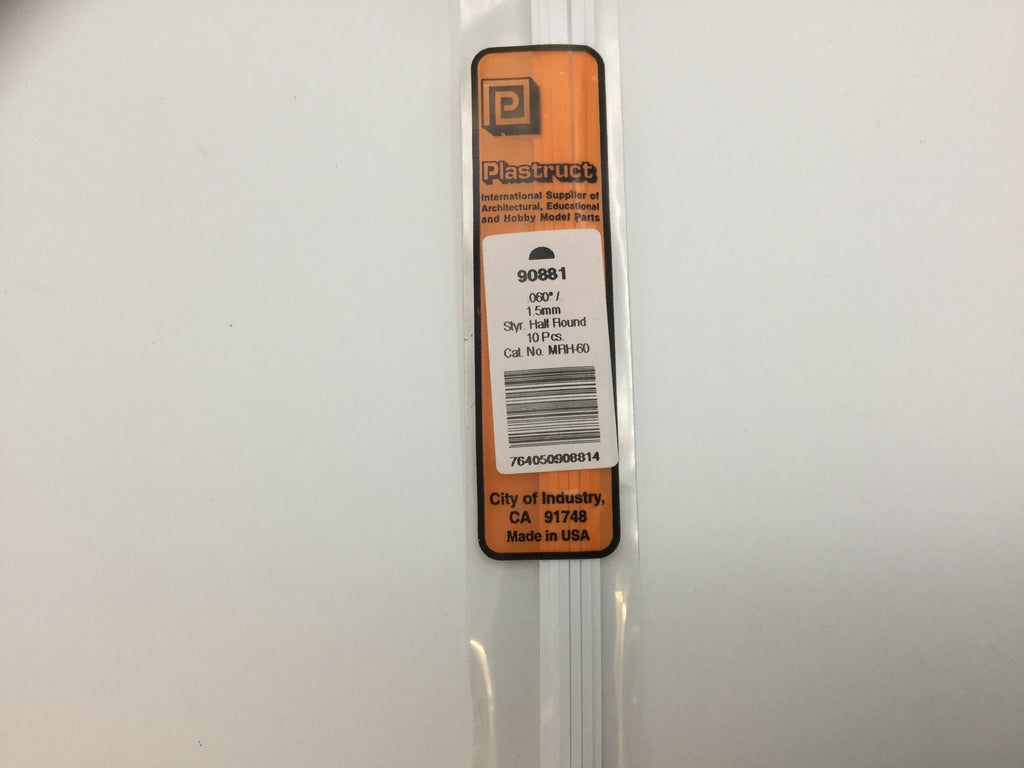 P
Plastruct
International Supplier of
Architectural, Educational
and Hobby Model Parts
90881
.060" /
1.5mm
Styr. Half Round
10 Pcs.
Cat. No. MRH-60
764050908814
City of Industry,
CA 91748
Made in USA